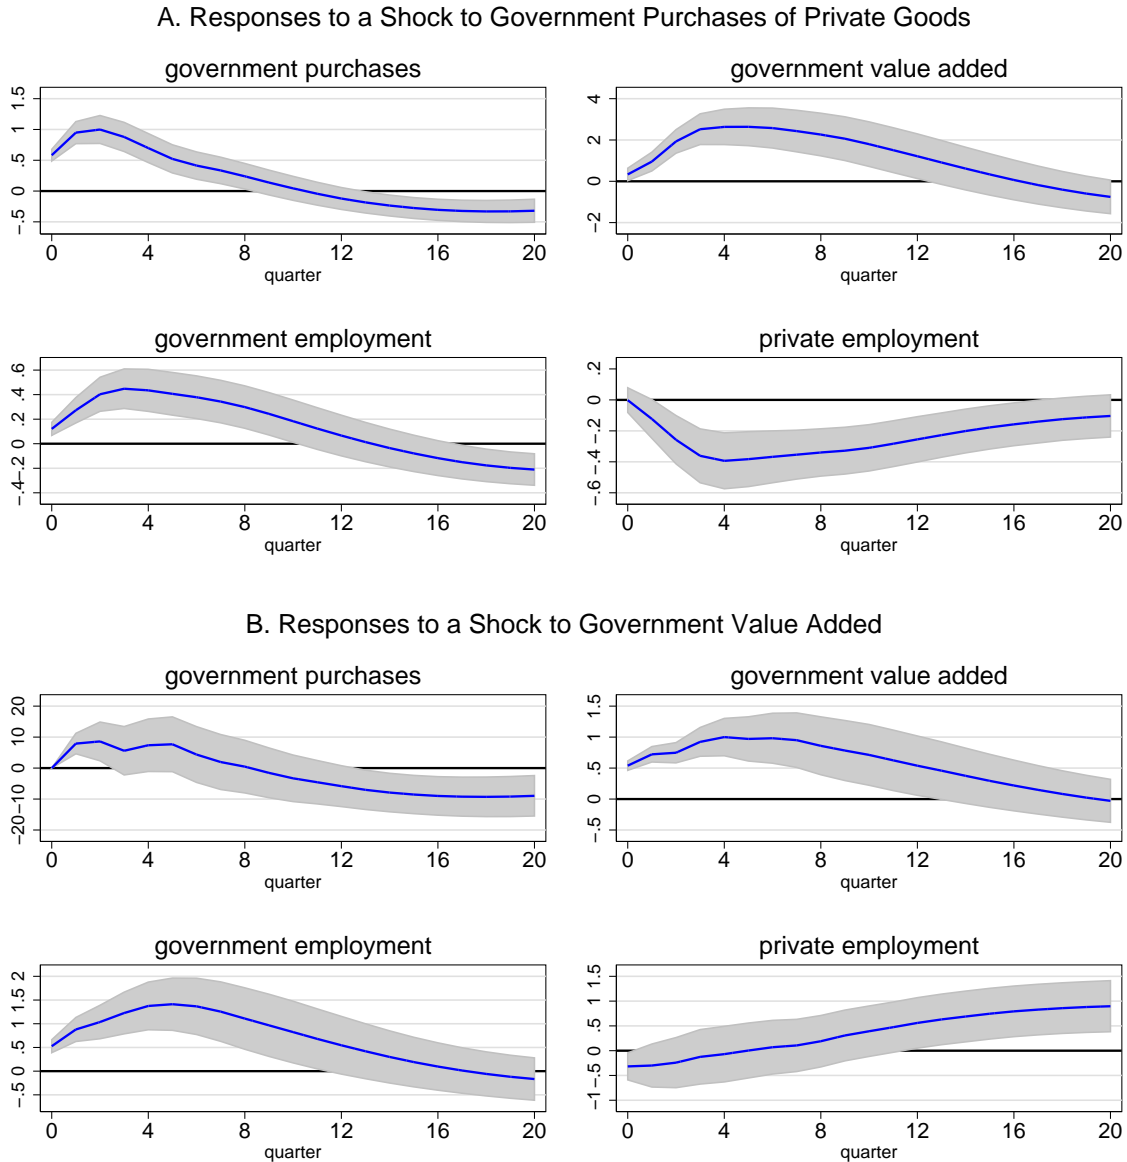 A. Responses to a Shock to Government Purchases of Private Goods
government purchases
1.5
1
.5
0
-.5
0 4 8 12 16 20
quarter
government value added
4
2
0
-2
0 4 8 12 16 20
quarter
government employment
.6
.4
.2
0
-.2
-.4
0 4 8 12 16 20
quarter
private employment
.2
0
-.2
-.4
-.6
0 4 8 12 16 20
quarter
B. Responses to a Shock to Government Value Added
government purchases
20
10
0
-10
-20
0 4 8 12 16 20
quarter
government value added
1.5
1
.5
0
-.5
0 4 8 12 16 20
quarter
government employment
2
1.5
1
.5
0
-.5
0 4 8 12 16 20
quarter
private employment
1.5
1
.5
0
-.5
-1
0 4 8 12 16 20
quarter